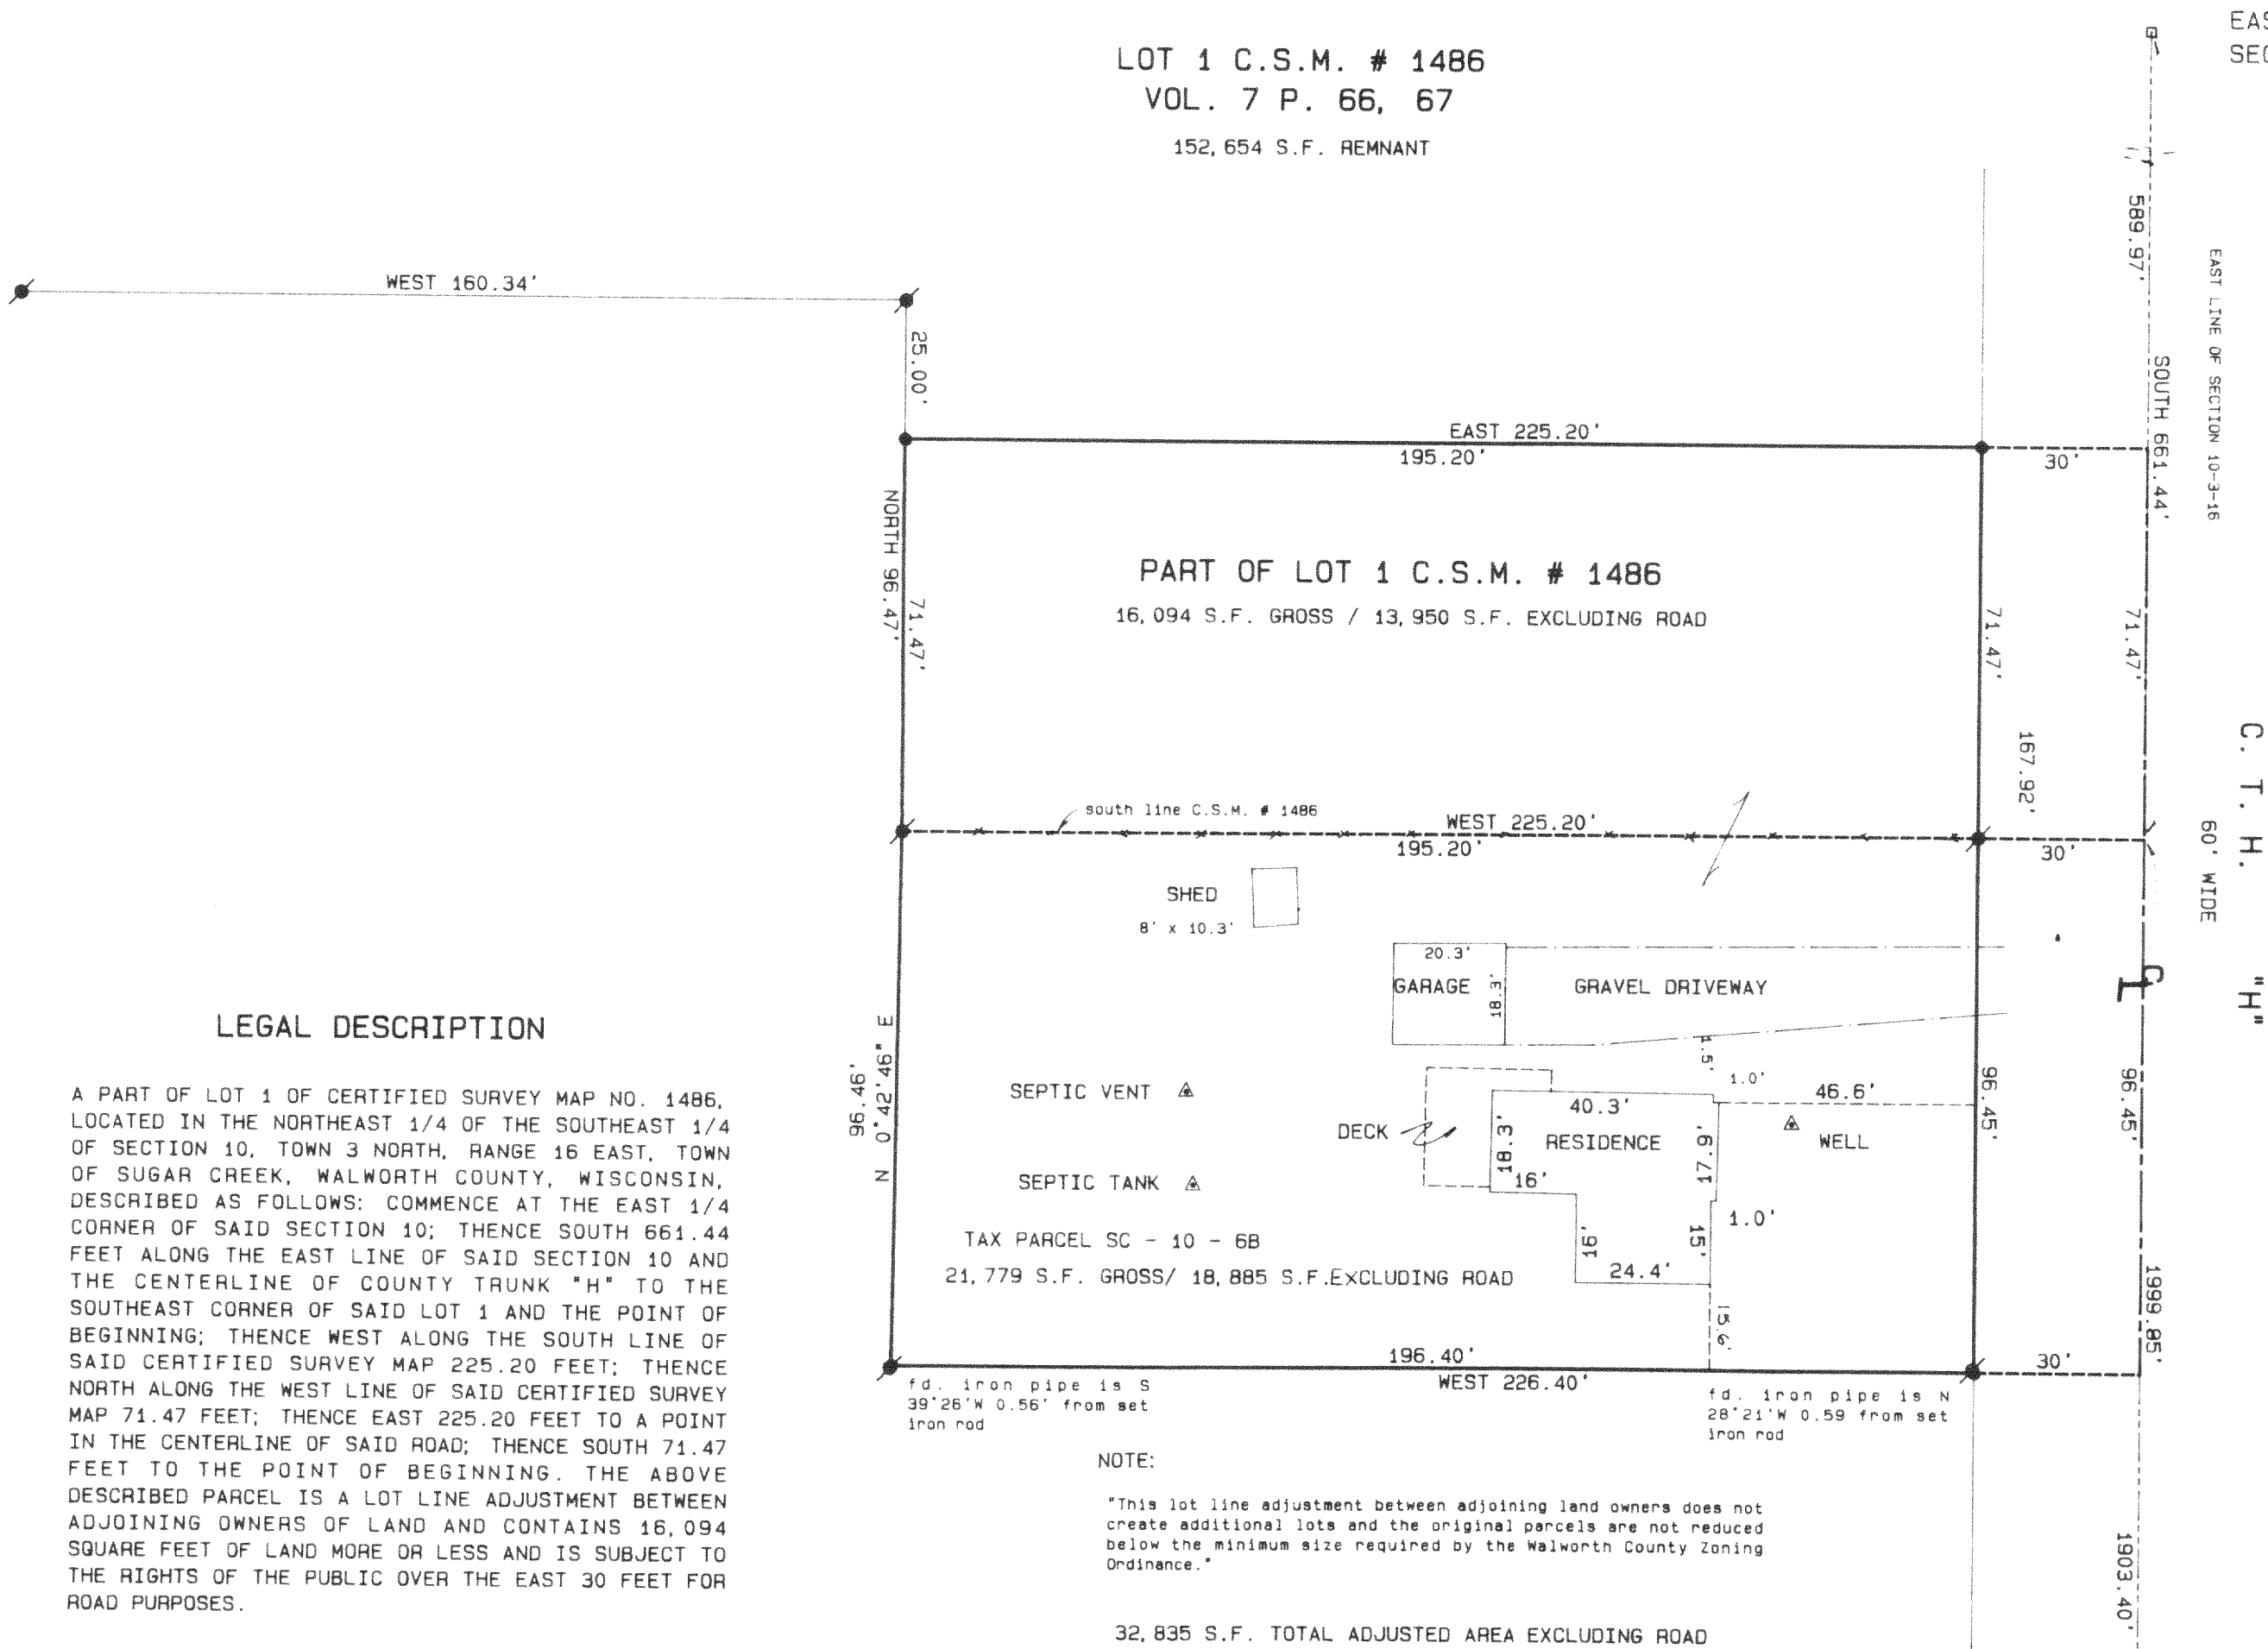 LOT 1 C.S.M. # 1486
VOL. 7 P. 66, 67
152,654 S.F. REMNANT
589.97'
EAST LINE OF SECTION 10-3-16
SOUTH 661.44'
WEST 160.34'
25.00'
EAST 225.20'
195.20'
30'
NORTH 96.47'
71.47'
PART OF LOT 1 C.S.M. # 1486
16,094 S.F. GROSS / 13,950 S.F. EXCLUDING ROAD
71.47'
71.47'
167.92'
C. T. H. "H"
60' WIDE
south line C.S.M. # 1486
WEST 225.20'
195.20'
30'
SHED
8' x 10.3'
20.3'
GARAGE
18.3'
GRAVEL DRIVEWAY
96.46'
N 0°42'46" E
SEPTIC VENT
4.5'
1.0'
46.6'
40.3'
DECK
18.3'
RESIDENCE
17.9'
WELL
96.45'
96.45'
SEPTIC TANK
16'
1.0'
TAX PARCEL SC - 10 - 6B
16'
15'
21,779 S.F. GROSS/ 18,885 S.F.EXCLUDING ROAD
24.4'
15.6'
1999.85'
196.40'
WEST 226.40'
30'
fd. iron pipe is S
39°26'W 0.56' from set
iron rod
fd. iron pipe is N
28°21'W 0.59 from set
iron rod
1903.40'
LEGAL DESCRIPTION
A PART OF LOT 1 OF CERTIFIED SURVEY MAP NO. 1486,
LOCATED IN THE NORTHEAST 1/4 OF THE SOUTHEAST 1/4
OF SECTION 10, TOWN 3 NORTH, RANGE 16 EAST, TOWN
OF SUGAR CREEK, WALWORTH COUNTY, WISCONSIN,
DESCRIBED AS FOLLOWS: COMMENCE AT THE EAST 1/4
CORNER OF SAID SECTION 10; THENCE SOUTH 661.44
FEET ALONG THE EAST LINE OF SAID SECTION 10 AND
THE CENTERLINE OF COUNTY TRUNK "H" TO THE
SOUTHEAST CORNER OF SAID LOT 1 AND THE POINT OF
BEGINNING; THENCE WEST ALONG THE SOUTH LINE OF
SAID CERTIFIED SURVEY MAP 225.20 FEET; THENCE
NORTH ALONG THE WEST LINE OF SAID CERTIFIED SURVEY
MAP 71.47 FEET; THENCE EAST 225.20 FEET TO A POINT
IN THE CENTERLINE OF SAID ROAD; THENCE SOUTH 71.47
FEET TO THE POINT OF BEGINNING. THE ABOVE
DESCRIBED PARCEL IS A LOT LINE ADJUSTMENT BETWEEN
ADJOINING OWNERS OF LAND AND CONTAINS 16,094
SQUARE FEET OF LAND MORE OR LESS AND IS SUBJECT TO
THE RIGHTS OF THE PUBLIC OVER THE EAST 30 FEET FOR
ROAD PURPOSES.
NOTE:
"This lot line adjustment between adjoining land owners does not
create additional lots and the original parcels are not reduced
below the minimum size required by the Walworth County Zoning
Ordinance."
32,835 S.F. TOTAL ADJUSTED AREA EXCLUDING ROAD